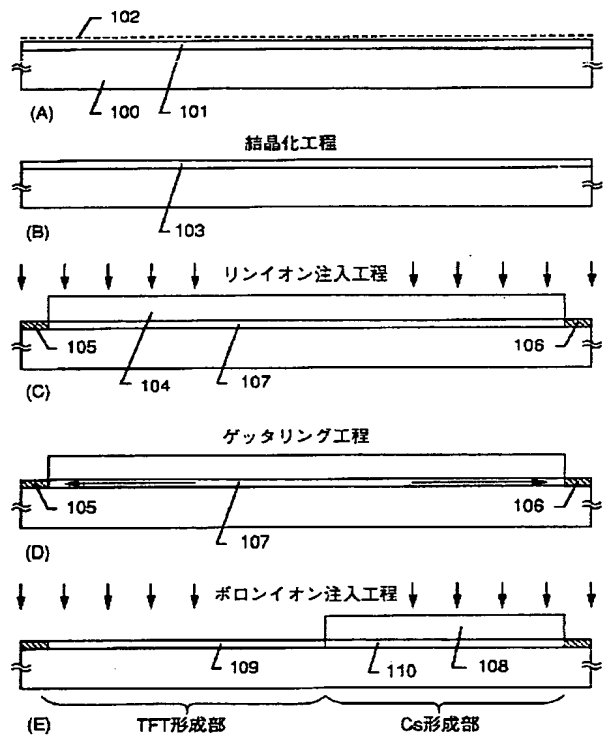 102
(A)
100
101
結晶化工程
(B)
103
リンイオン注入工程
105
104
107
106
(C)
ゲッタリング工程
105
107
106
(D)
ボロンイオン注入工程
109
110
108
(E)
TFT形成部
Cs形成部